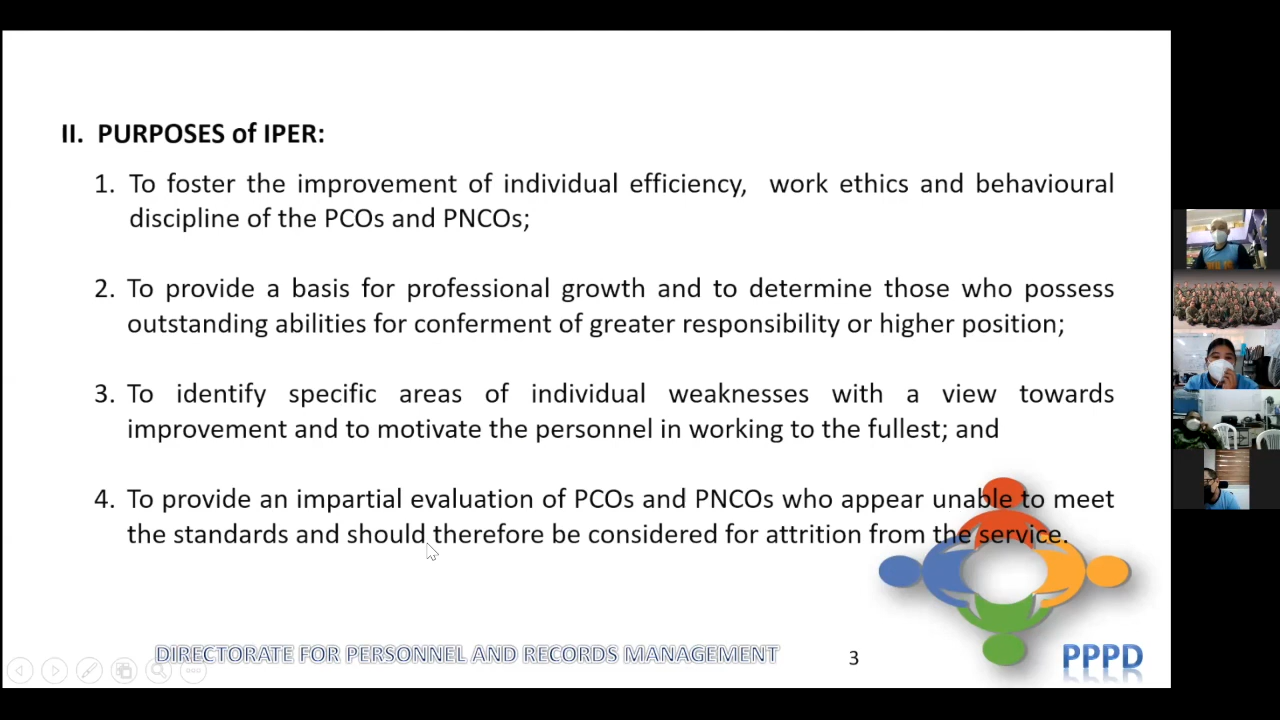 II. PURPOSES of IPER:
1. To foster the improvement of individual efficiency, work ethics and behavioural
discipline of the PCOs and PNCOs;
2. To provide a basis for professional growth and to determine those who possess
outstanding abilities for conferment of greater responsibility or higher position;
3. To identify specific areas of individual weaknesses with a view towards
improvement and to motivate the personnel in working to the fullest; and
4. To provide an impartial evaluation of PCOs and PNCOs who appear unable to meet
the standards and should therefore be considered for attrition from the service.
DIRECTORATE FOR PERSONNEL AND RECORDS MANAGEMENT
3
PPPD